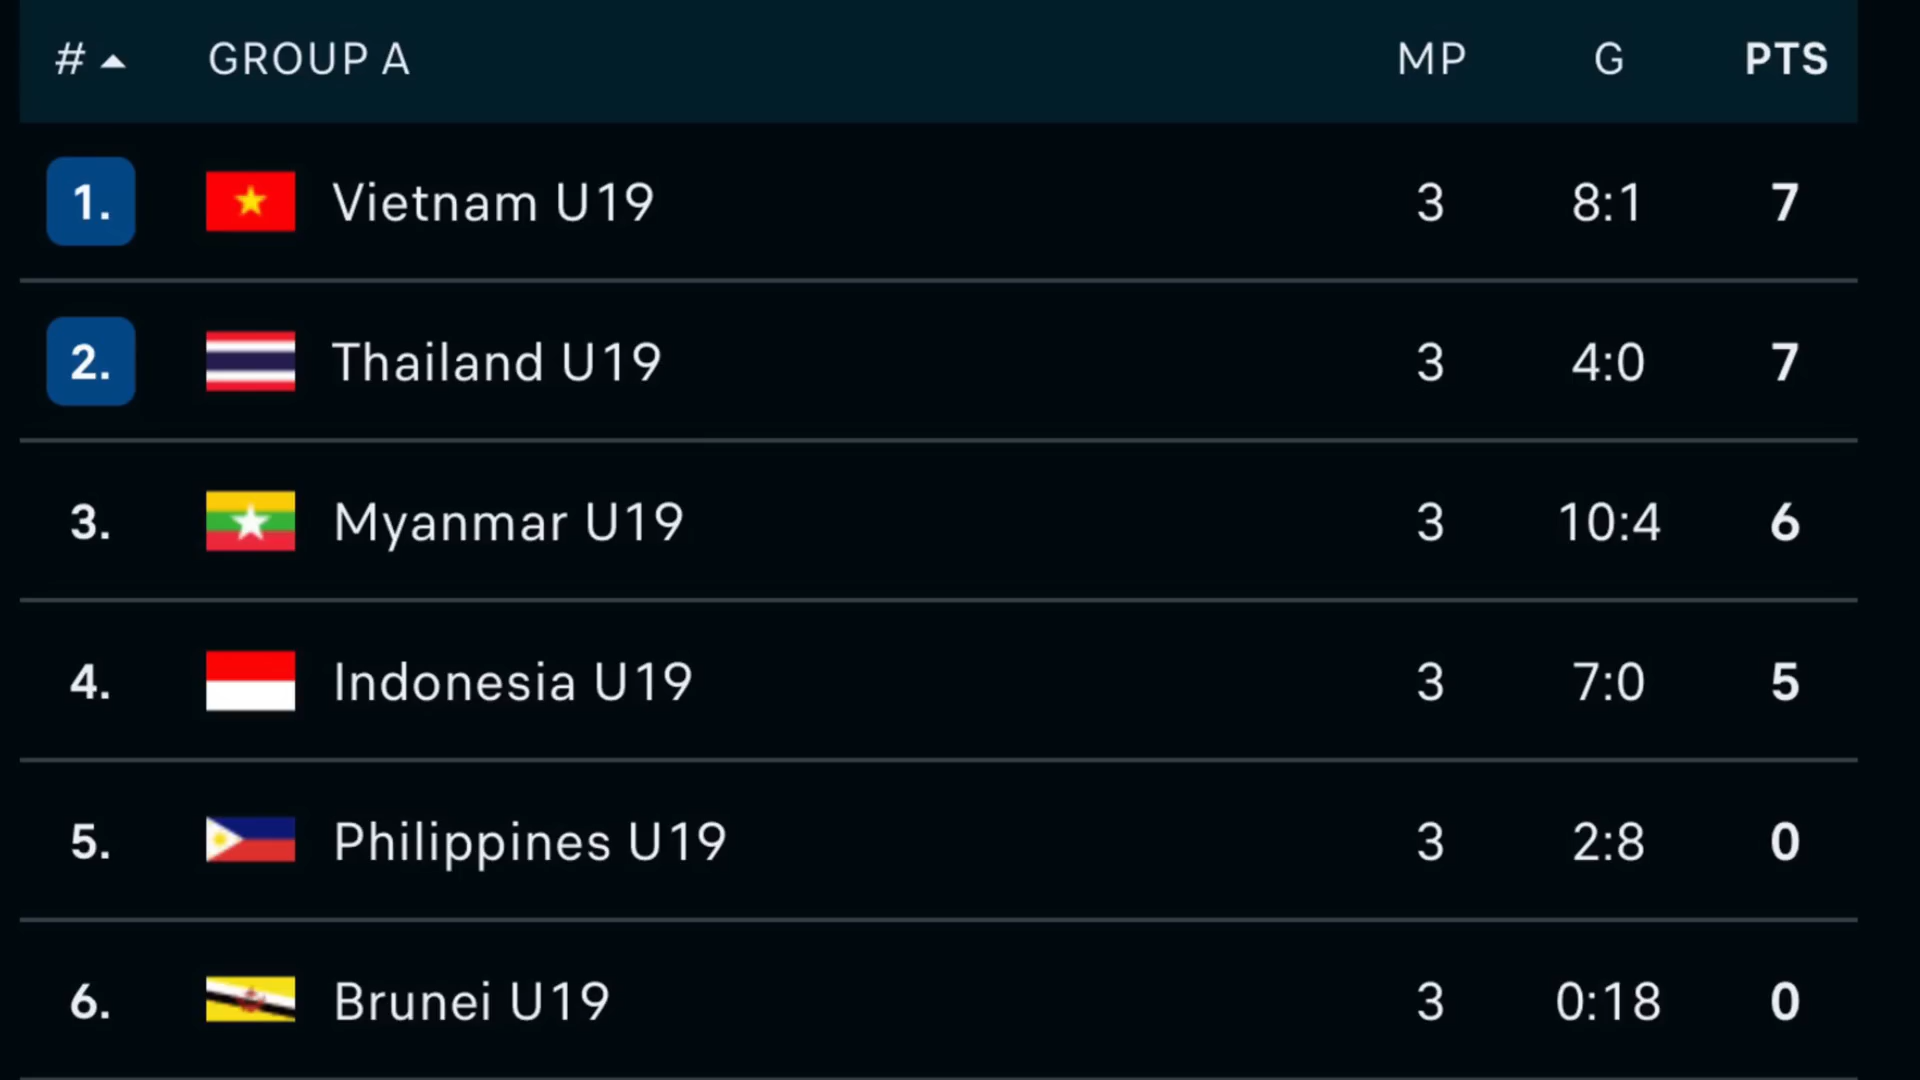 # GROUP A MP G PTS
1. Vietnam U19 3 8:1 7
2. Thailand U19 3 4:0 7
3. Myanmar U19 3 10:4 6
4. Indonesia U19 3 7:0 5
5. Philippines U19 3 2:8 0
6. Brunei U19 3 0:18 0